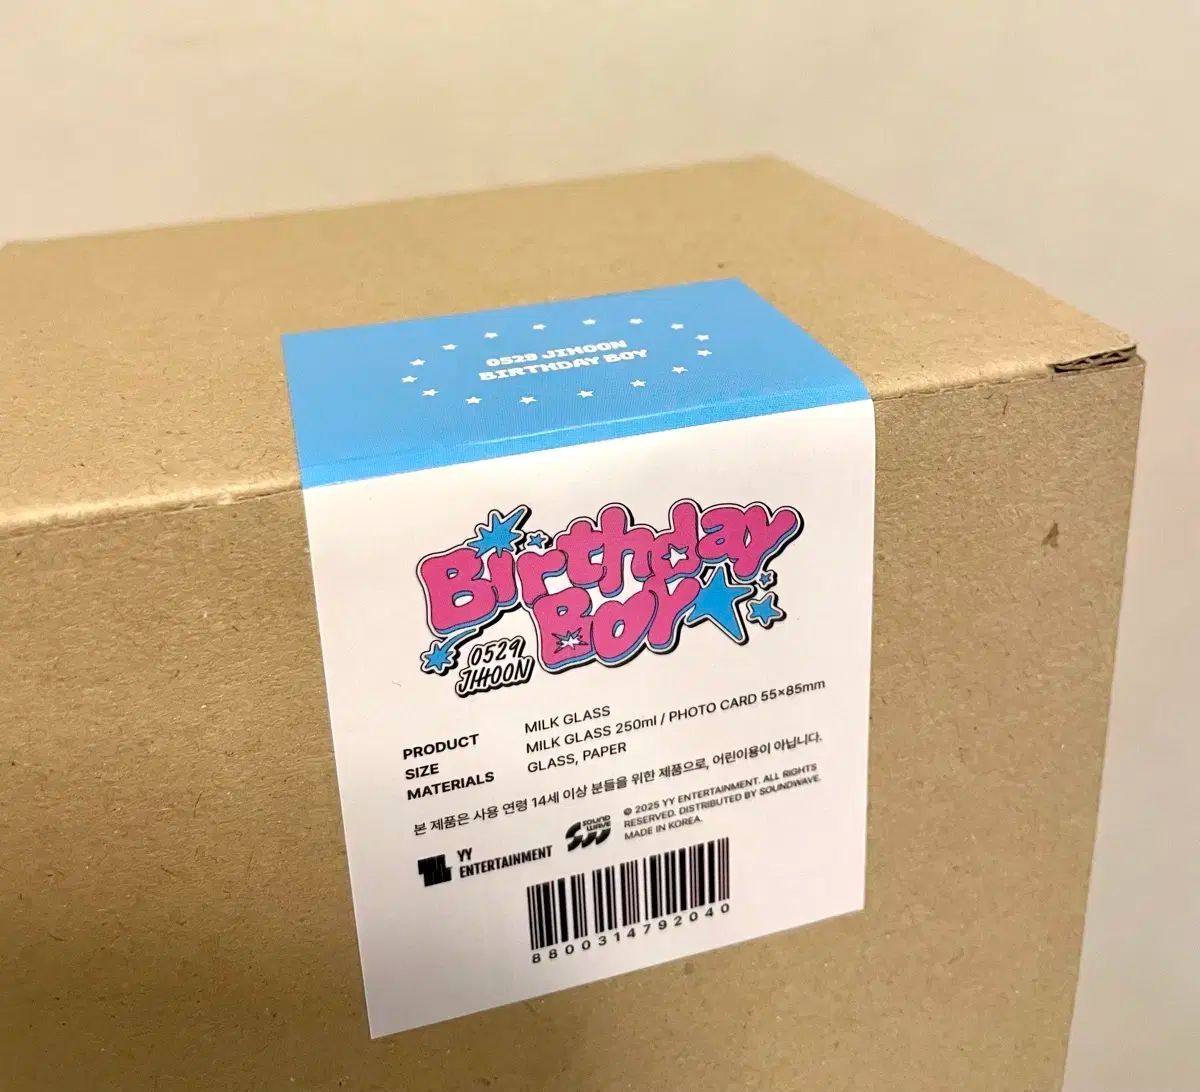 0529 JIHOON
BIRTHDAY BOY
Birthday
Boy
0529
JIHOON
PRODUCT MILK GLASS
SIZE MILK GLASS 250ml / PHOTO CARD 55×85mm
MATERIALS GLASS, PAPER
본 제품은 사용 연령 14세 이상 분들을 위한 제품으로, 어린이용이 아닙니다.
YY
ENTERTAINMENT
SOUND
WAVE
© 2025 YY ENTERTAINMENT. ALL RIGHTS
RESERVED. DISTRIBUTED BY SOUNDWAVE.
MADE IN KOREA.
8800314792040